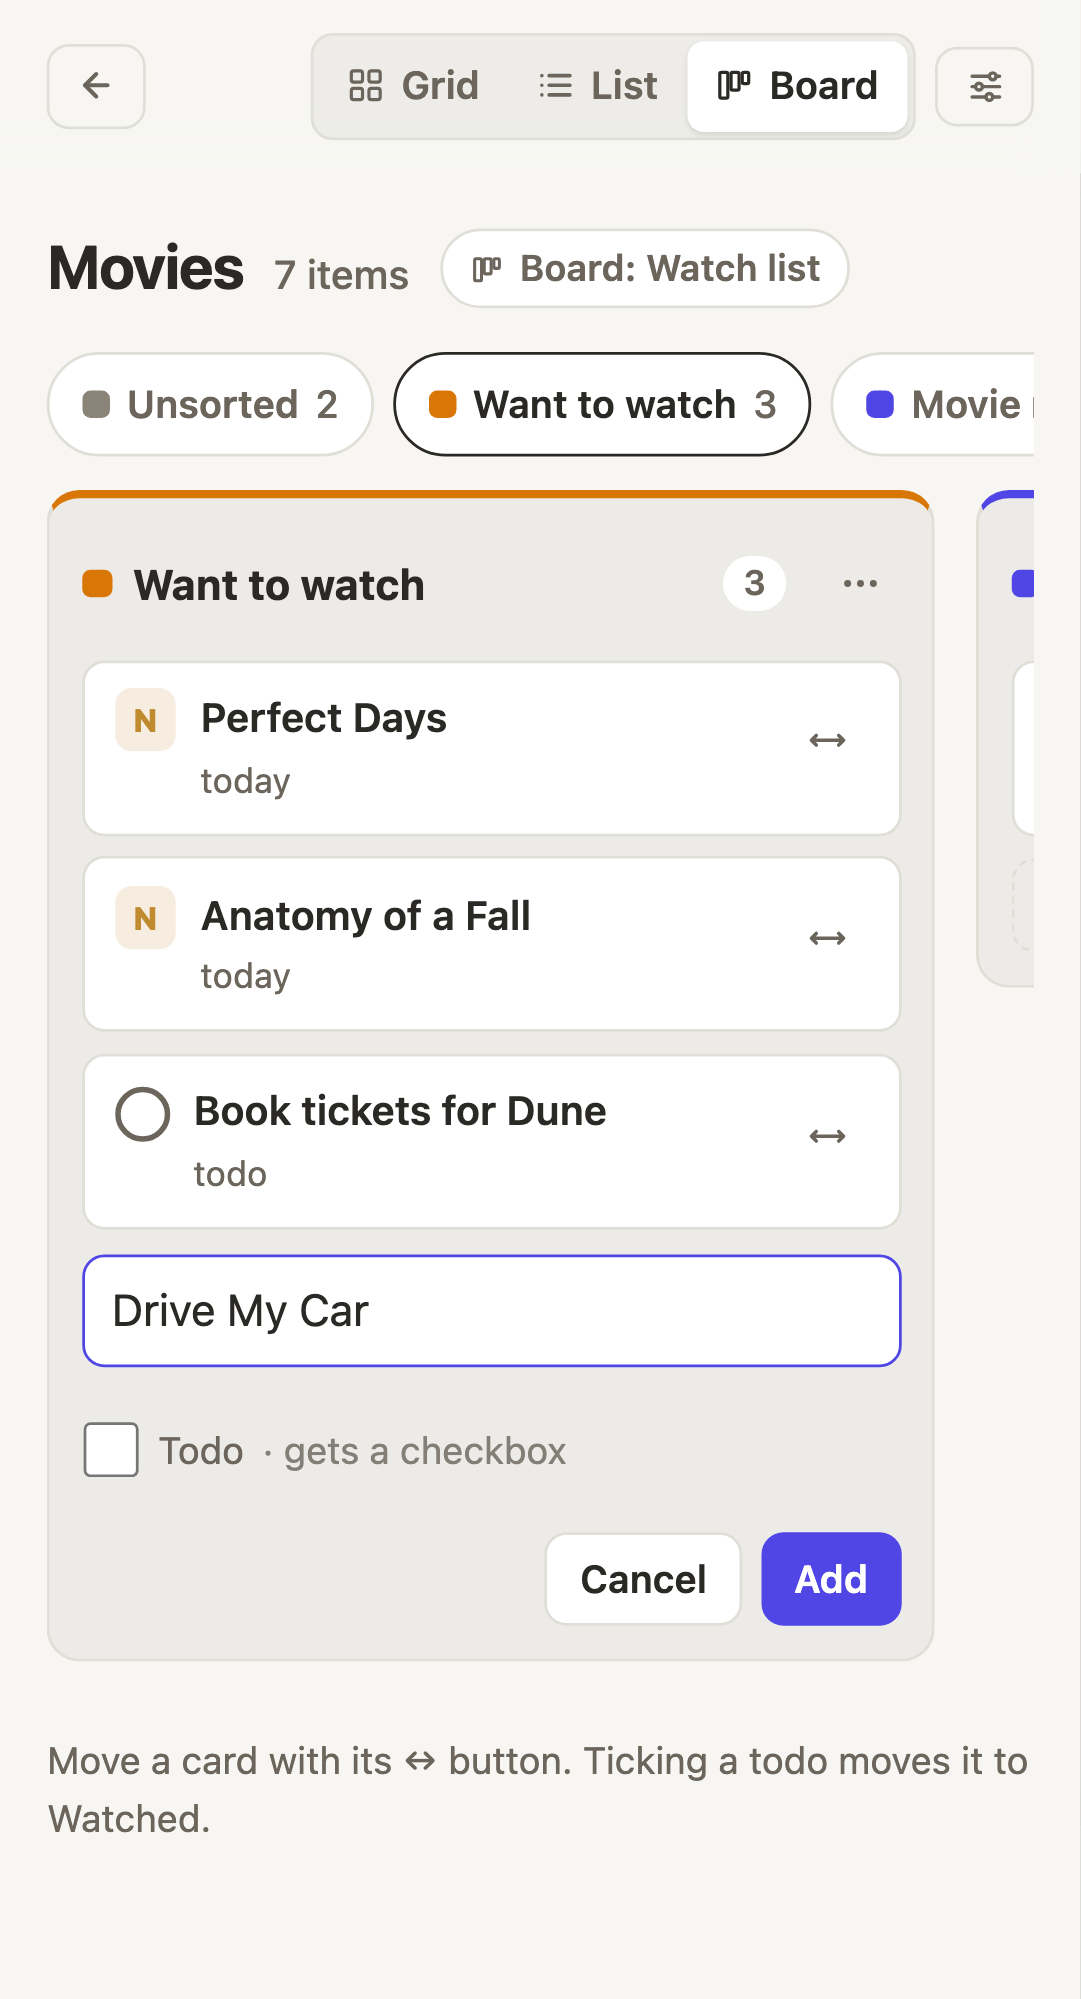 Grid List Board
Movies 7 items Board: Watch list
Unsorted 2 Want to watch 3 Movie
Want to watch 3 ···
N Perfect Days ↔
today
N Anatomy of a Fall ↔
today
Book tickets for Dune ↔
todo
Drive My Car
Todo · gets a checkbox
Cancel Add
Move a card with its ↔ button. Ticking a todo moves it to
Watched.